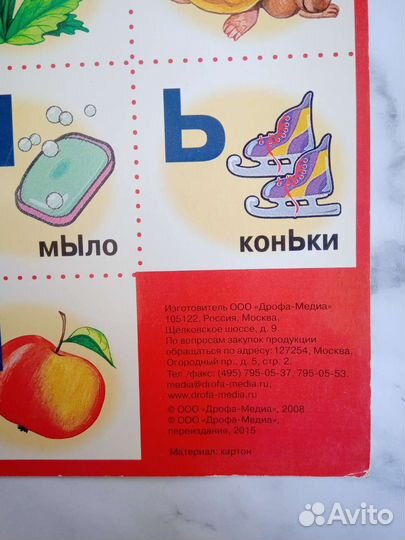 Ь
мЫло
конЬки
Изготовитель ООО «Дрофа-Медиа»
105122, Россия, Москва,
Щёлковское шоссе, д. 9.
По вопросам закупок продукции
обращаться по адресу: 127254, Москва,
Огородный пр., д. 5, стр. 2.
Тел./факс: (495) 795-05-37, 795-05-53.
media@drofa-media.ru;
www.drofa-media.ru
© ООО «Дрофа-Медиа», 2008
© ООО «Дрофа-Медиа»,
переиздание, 2015
Материал: картон
Avito